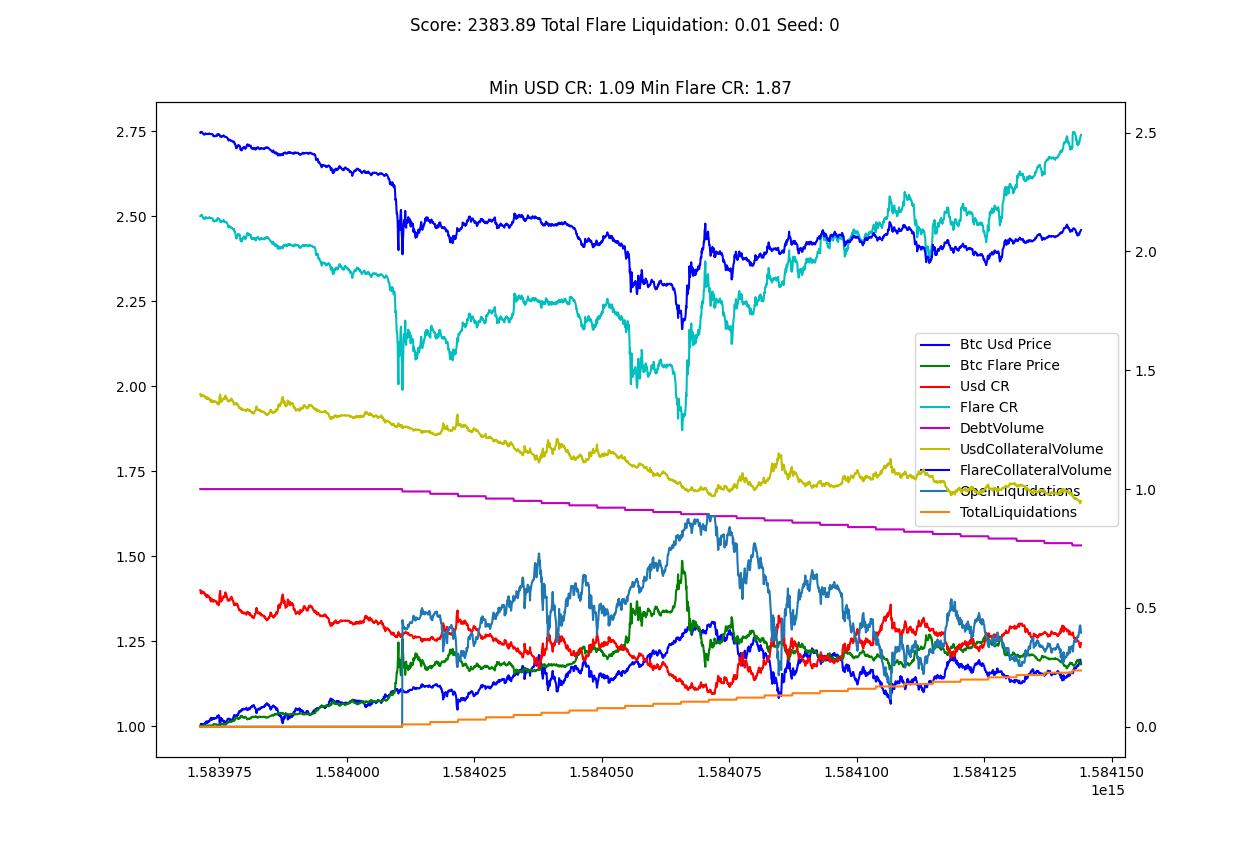 Score: 2383.89 Total Flare Liquidation: 0.01 Seed: 0
Min USD CR: 1.09 Min Flare CR: 1.87
2.75
2.50
2.25
2.00
1.75
1.50
1.25
1.00
2.5
2.0
1.5
1.0
0.5
0.0
Btc Usd Price
Btc Flare Price
Usd CR
Flare CR
DebtVolume
UsdCollateralVolume
FlareCollateralVolume
OpenLiquidations
TotalLiquidations
1.583975 1.584000 1.584025 1.584050 1.584075 1.584100 1.584125 1.584150
1e15